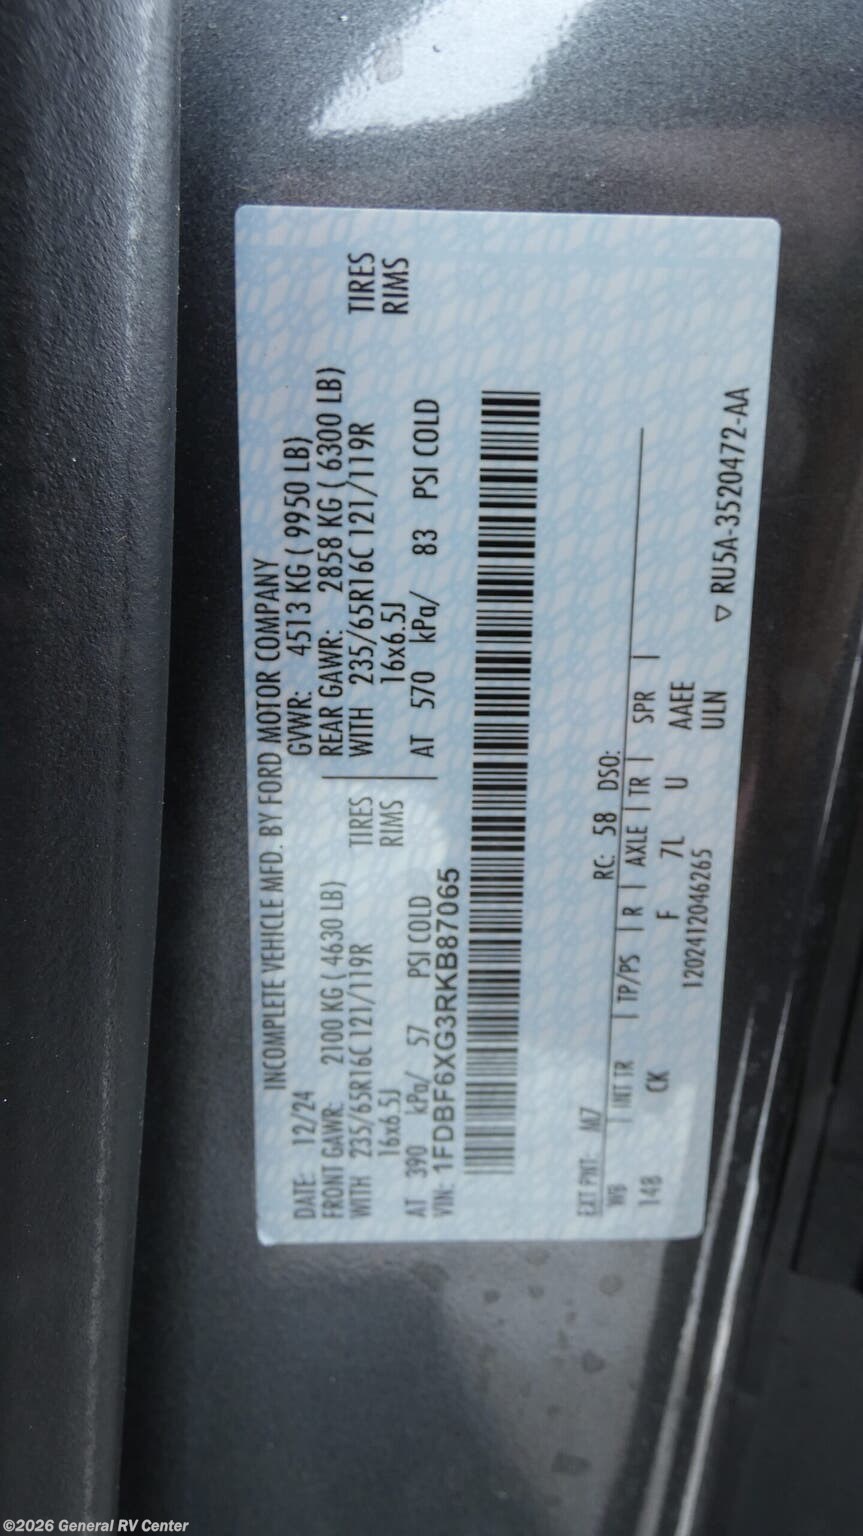 INCOMPLETE VEHICLE MFD. BY FORD MOTOR COMPANY
DATE: 12/24 GVWR: 4513 KG ( 9950 LB)
FRONT GAWR: 2100 KG ( 4630 LB) REAR GAWR: 2858 KG ( 6300 LB)
WITH 235/65R16C 121/119R TIRES WITH 235/65R16C 121/119R TIRES
16x6.5J RIMS 16x6.5J RIMS
AT 390 kPa/ 57 PSI COLD AT 570 kPa/ 83 PSI COLD
VIN: 1FDBF6XG3RKB87065
EXT PNT: M7 RC: 58 DSO:
WB INT TR TP/PS R AXLE TR SPR
148 CK F 7L U AAEE
1202412046265 ULN
▽ RU5A-3520472-AA
©2026 General RV Center